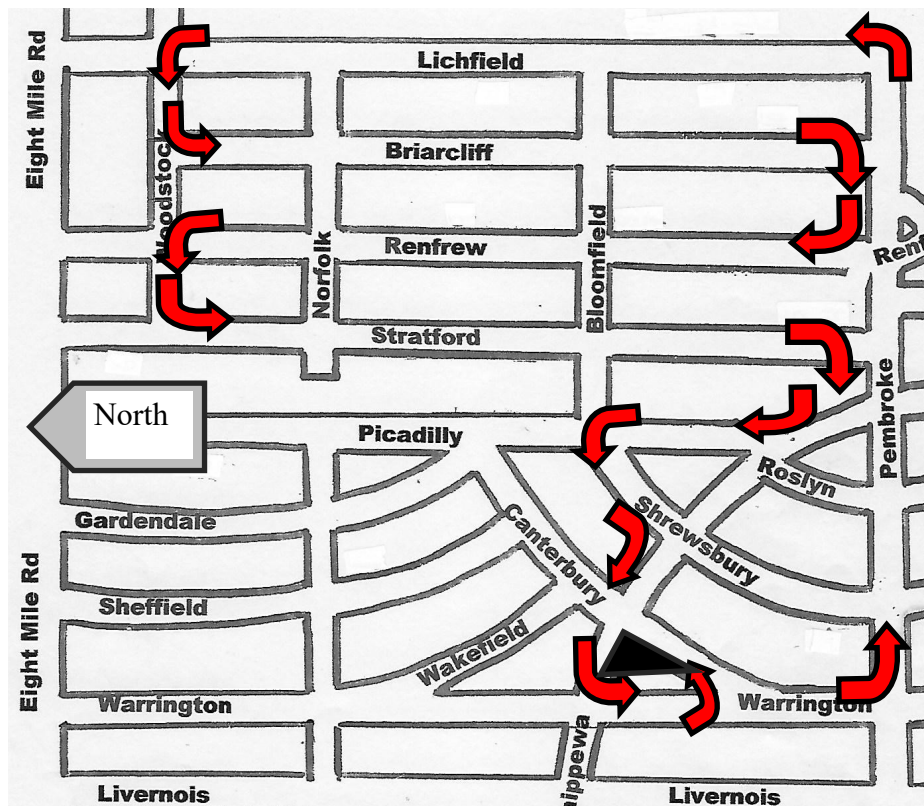 Lichfield
Eight Mile Rd
Briarcliff
Woodstock
Norfolk
Renfrew
Bloomfield
Stratford
Pembroke
North
Picadilly
Roslyn
Gardendale
Canterbury
Shrewsbury
Eight Mile Rd
Sheffield
Wakefield
Warrington
Warrington
Livernois
Livernois